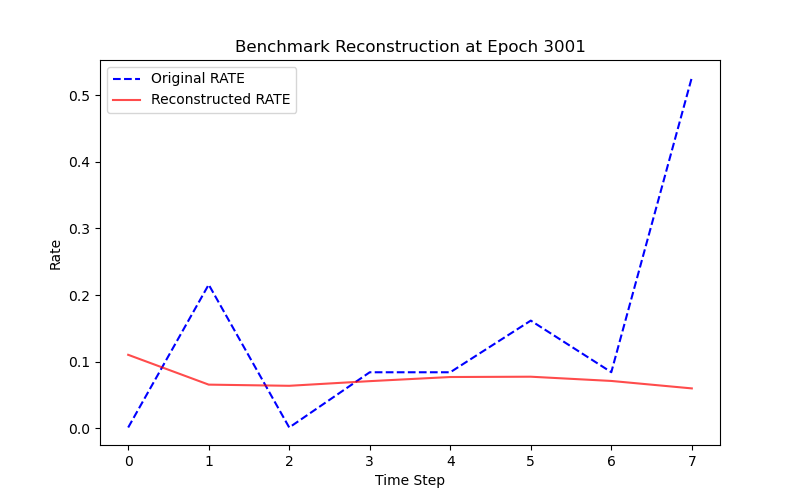 Benchmark Reconstruction at Epoch 3001
Original RATE
Reconstructed RATE
Rate
0.5
0.4
0.3
0.2
0.1
0.0
0 1 2 3 4 5 6 7
Time Step